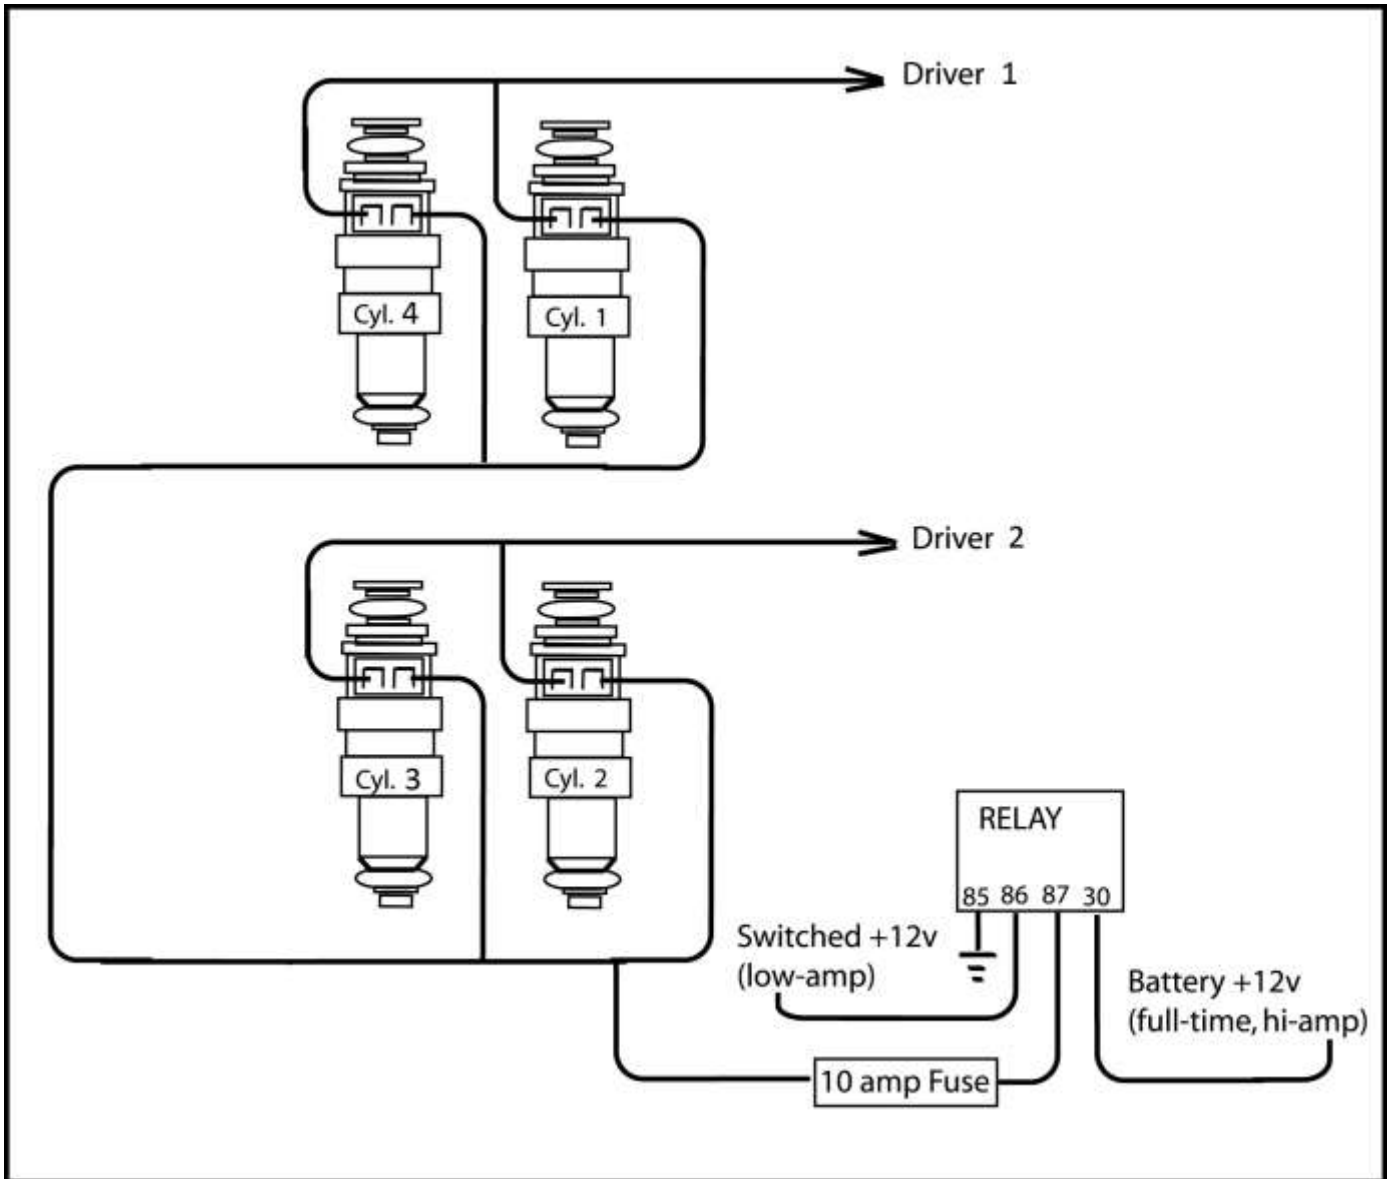 Driver 1
Cyl. 4
Cyl. 1
Driver 2
Cyl. 3
Cyl. 2
RELAY
85 86 87 30
Switched +12v
(low-amp)
Battery +12v
(full-time, hi-amp)
10 amp Fuse